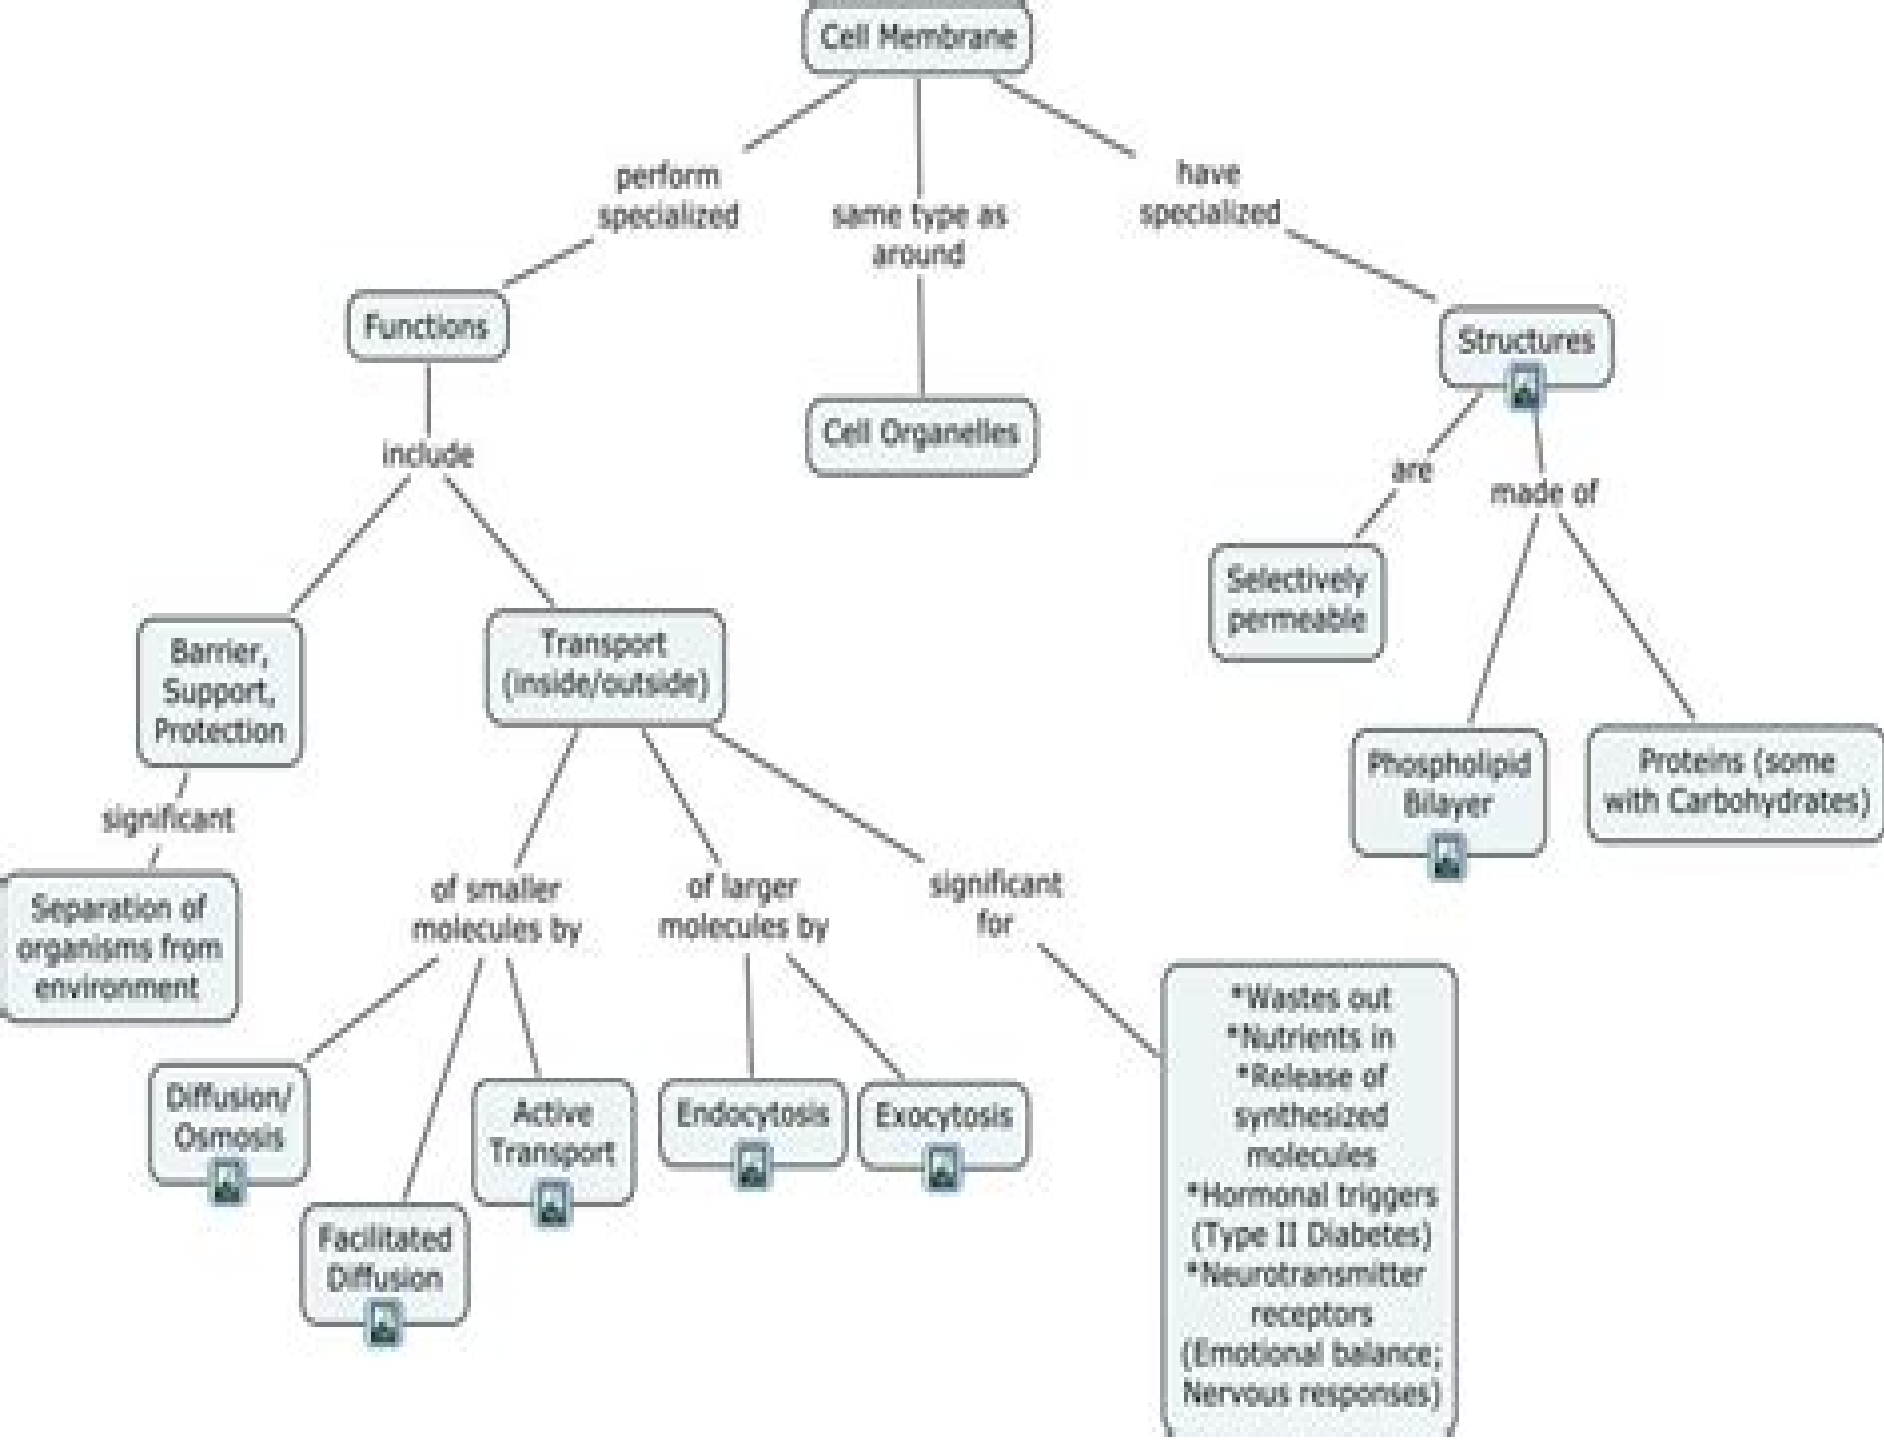 Cell Membrane
perform
specialized
same type as
around
have
specialized
Functions
Cell Organelles
Structures
include
are
made of
Selectively
permeable
Barrier,
Support,
Protection
Transport
(inside/outside)
Phospholipid
Bilayer
Proteins (some
with Carbohydrates)
significant
Separation of
organisms from
environment
of smaller
molecules by
of larger
molecules by
significant
for
Diffusion/
Osmosis
Facilitated
Diffusion
Active
Transport
Endocytosis
Exocytosis
*Wastes out
*Nutrients in
*Release of
synthesized
molecules
*Hormonal triggers
(Type II Diabetes)
*Neurotransmitter
receptors
(Emotional balance;
Nervous responses)